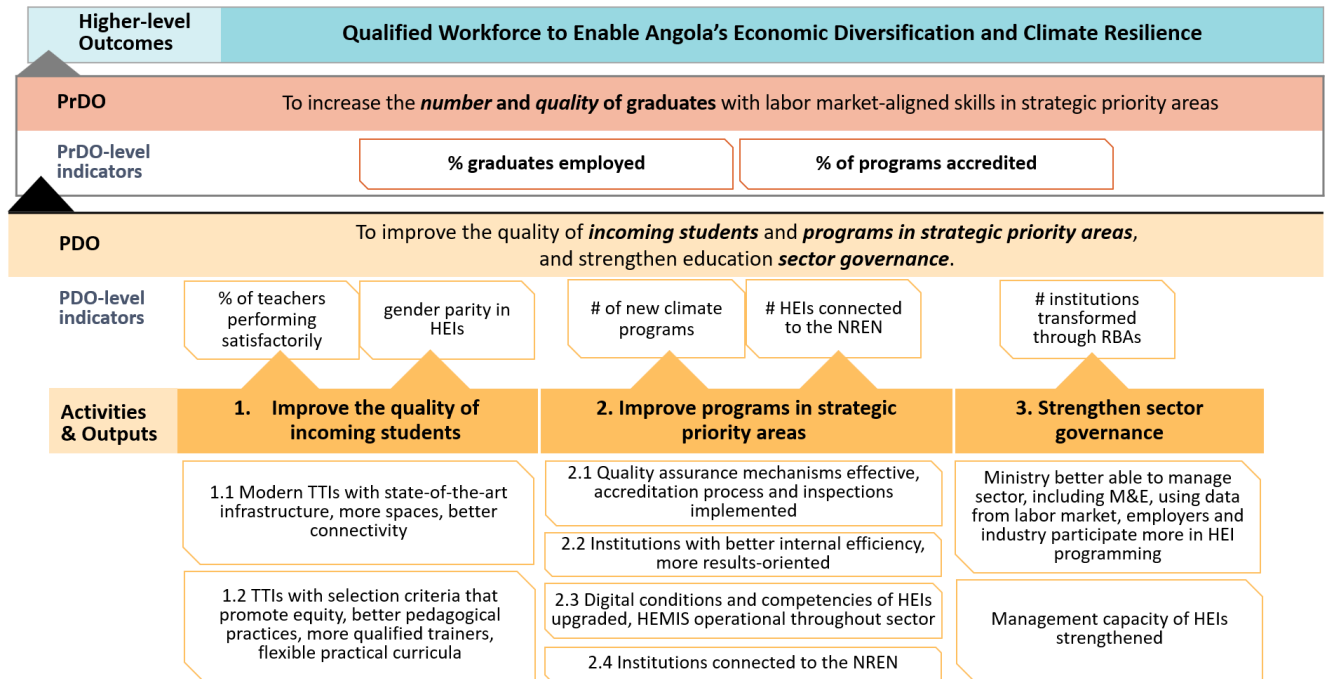 Higher-level
Outcomes
Qualified Workforce to Enable Angola's Economic Diversification and Climate Resilience
PrDO
To increase the number and quality of graduates with labor market-aligned skills in strategic priority areas
PrDO-level
indicators
% graduates employed
% of programs accredited
PDO
To improve the quality of incoming students and programs in strategic priority areas,
and strengthen education sector governance.
PDO-level
indicators
% of teachers
performing
satisfactorily
gender parity in
HEIs
# of new climate
programs
# HEIs connected
to the NREN
# institutions
transformed
through RBAs
Activities
& Outputs
1. Improve the quality of
incoming students
2. Improve programs in strategic
priority areas
3. Strengthen sector
governance
1.1 Modern TTIs with state-of-the-art
infrastructure, more spaces, better
connectivity
1.2 TTIs with selection criteria that
promote equity, better pedagogical
practices, more qualified trainers,
flexible practical curricula
2.1 Quality assurance mechanisms effective,
accreditation process and inspections
implemented
2.2 Institutions with better internal efficiency,
more results-oriented
2.3 Digital conditions and competencies of HEIs
upgraded, HEMIS operational throughout sector
2.4 Institutions connected to the NREN
Ministry better able to manage
sector, including M&E, using data
from labor market, employers and
industry participate more in HEI
programming
Management capacity of HEIs
strengthened